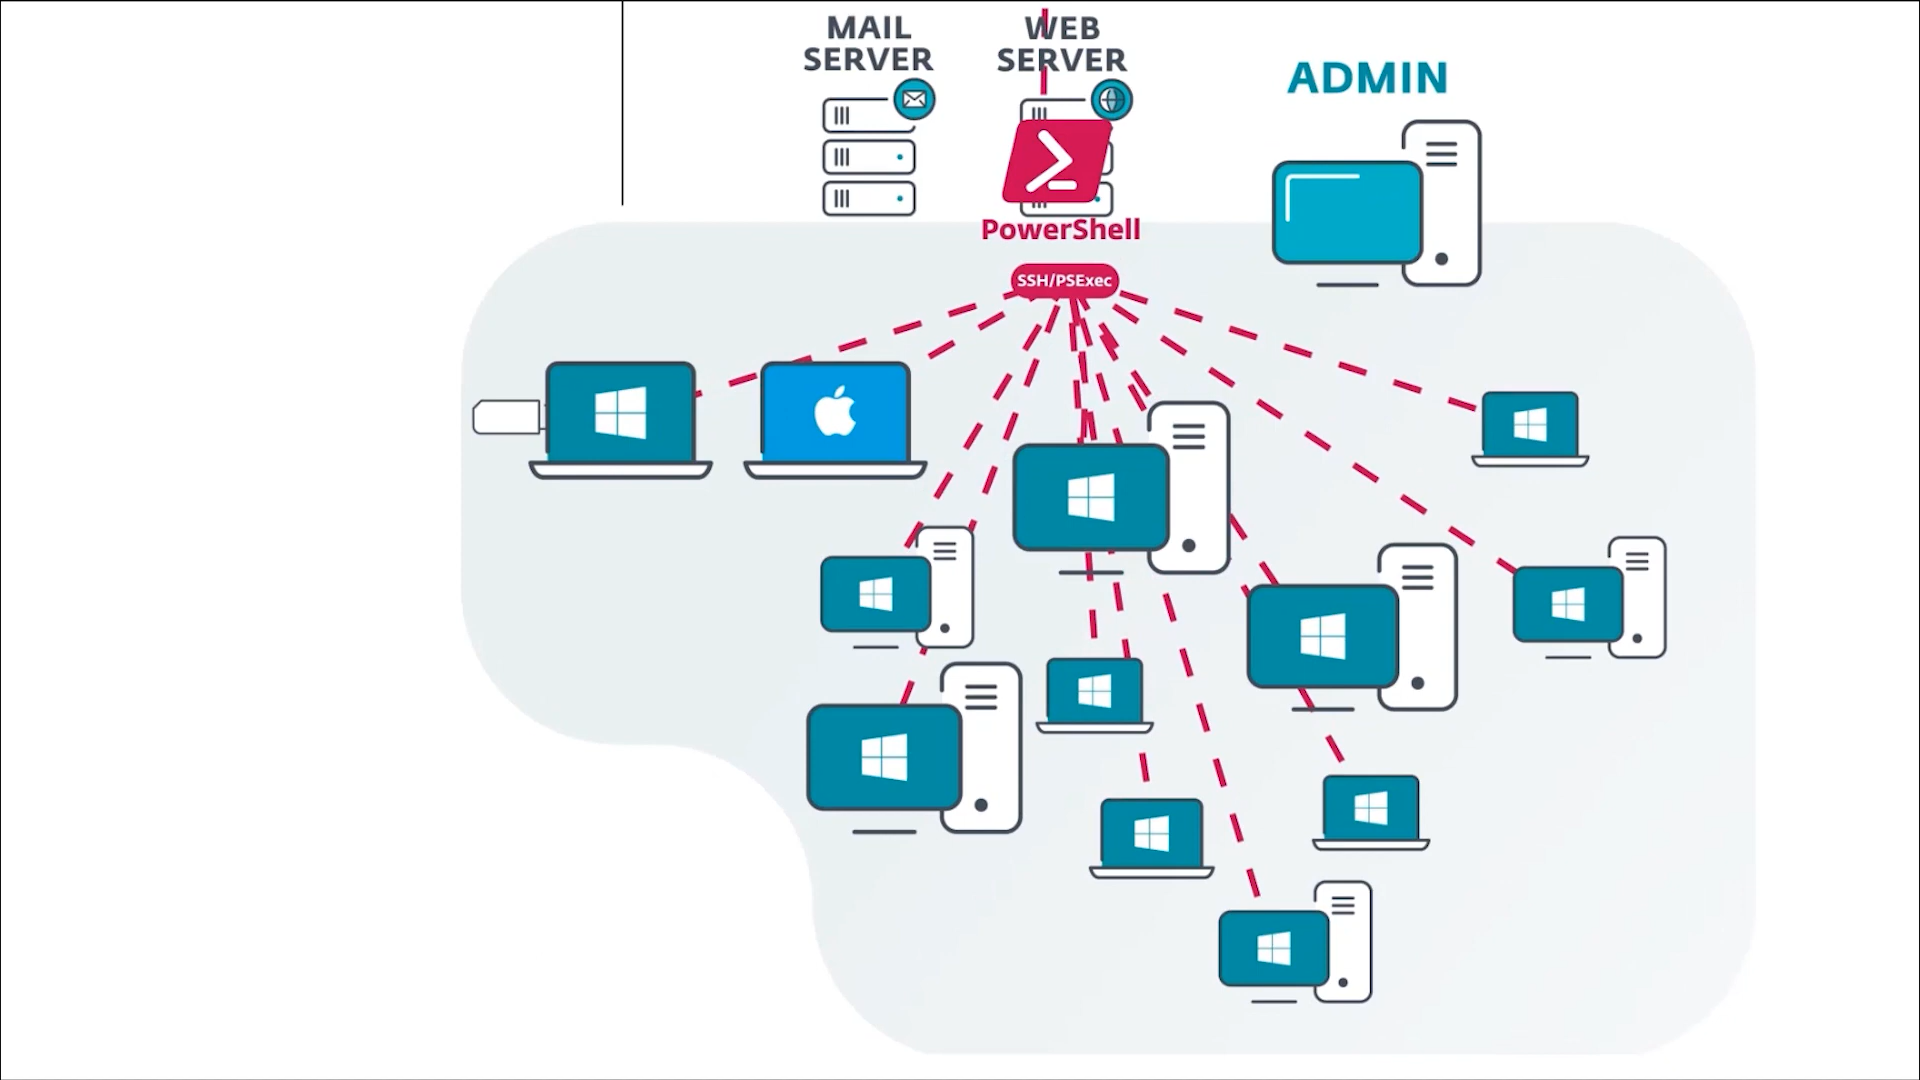 MAIL
SERVER
WEB
SERVER
ADMIN
PowerShell
SSH/PSExec